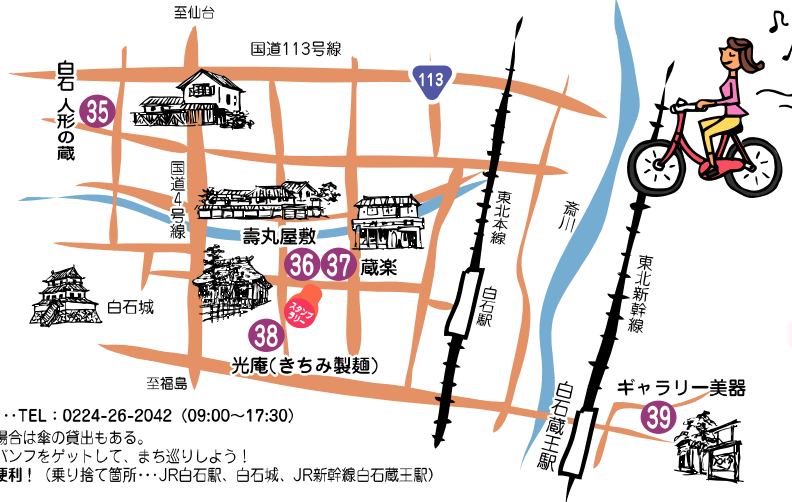 至仙台
国道113号線
113
白石 人形の蔵
35
国道4号線
壽丸屋敷
36
37
蔵楽
東北本線
斎川
東北新幹線
白石城
スタンプ
ラリー
白石駅
38
光庵(きちみ製麺)
至福島
白石蔵王駅
ギャラリー美器
39
･･TEL：0224-26-2042（09:00～17:30）
場合は傘の貸出もある。
バンフをゲットして、まち巡りしよう！
便利！（乗り捨て箇所･･･JR白石駅、白石城、JR新幹線白石蔵王駅）